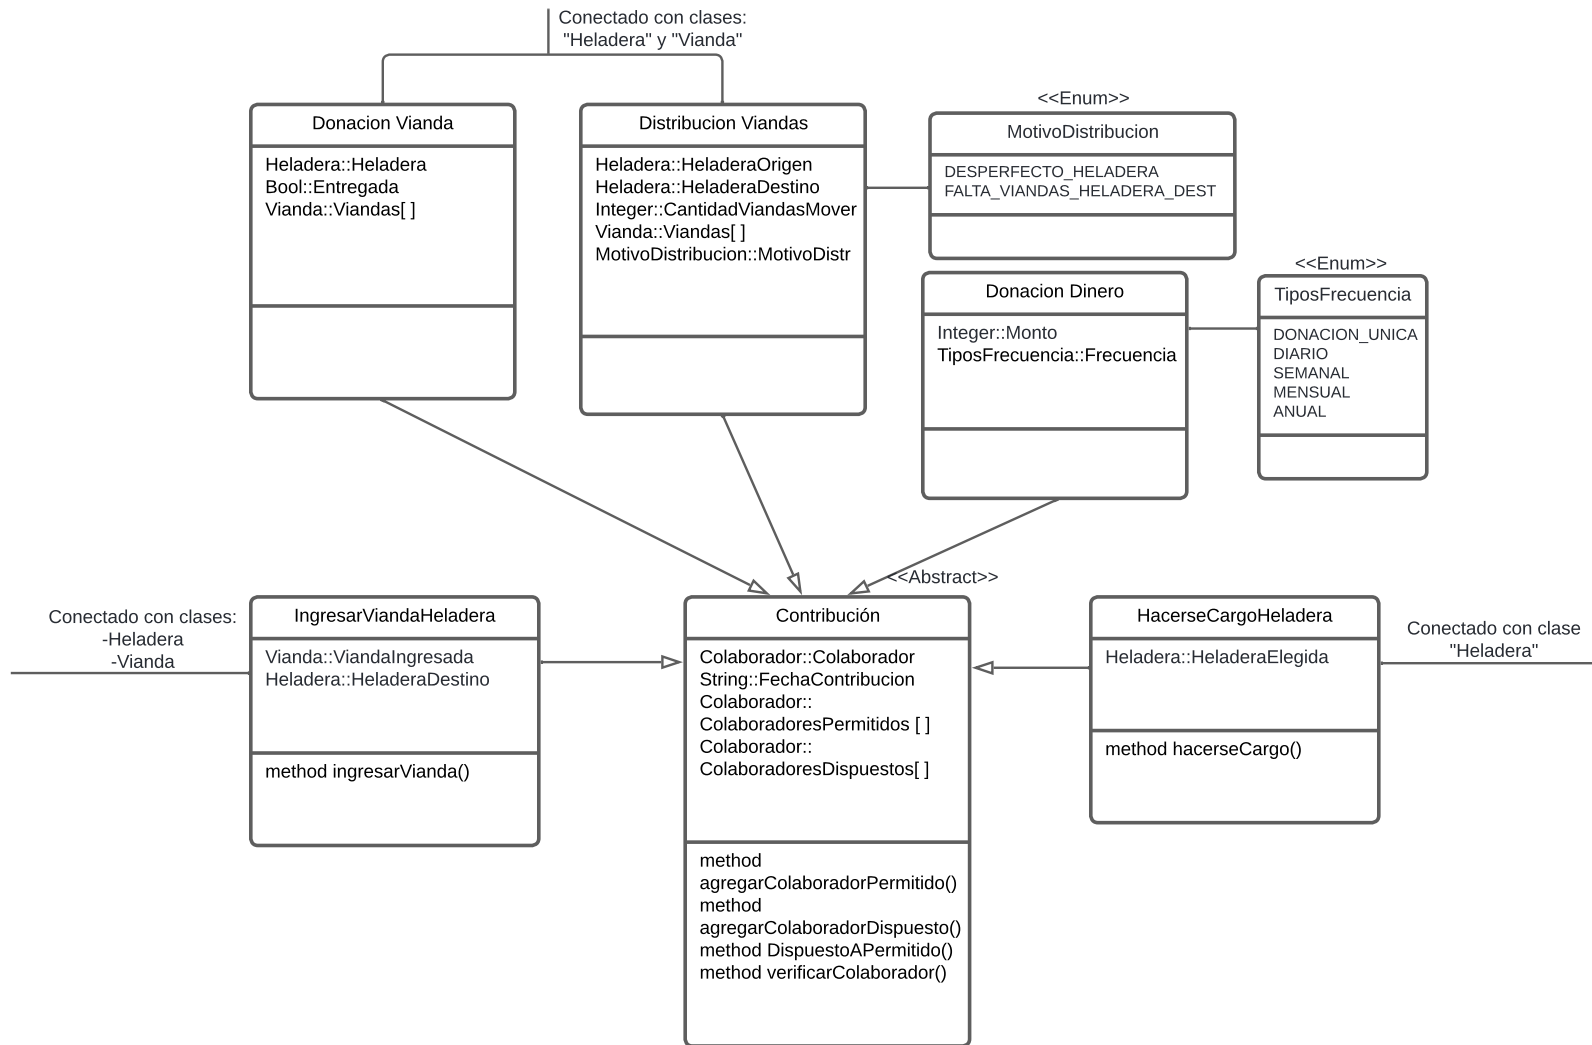 Conectado con clases:
"Heladera" y "Vianda"
Donacion Vianda
Heladera::Heladera
Bool::Entregada
Vianda::Viandas[ ]
Distribucion Viandas
Heladera::HeladeraOrigen
Heladera::HeladeraDestino
Integer::CantidadViandasMover
Vianda::Viandas[ ]
MotivoDistribucion::MotivoDistr
<<Enum>>
MotivoDistribucion
DESPERFECTO_HELADERA
FALTA_VIANDAS_HELADERA_DEST
Donacion Dinero
Integer::Monto
TiposFrecuencia::Frecuencia
<<Enum>>
TiposFrecuencia
DONACION_UNICA
DIARIO
SEMANAL
MENSUAL
ANUAL
Conectado con clases:
-Heladera
-Vianda
IngresarViandaHeladera
Vianda::ViandaIngresada
Heladera::HeladeraDestino
method ingresarVianda()
<<Abstract>>
Contribución
Colaborador::Colaborador
String::FechaContribucion
Colaborador::
ColaboradoresPermitidos [ ]
Colaborador::
ColaboradoresDispuestos[ ]
method
agregarColaboradorPermitido()
method
agregarColaboradorDispuesto()
method DispuestoAPermitido()
method verificarColaborador()
HacerseCargoHeladera
Heladera::HeladeraElegida
method hacerseCargo()
Conectado con clase
"Heladera"